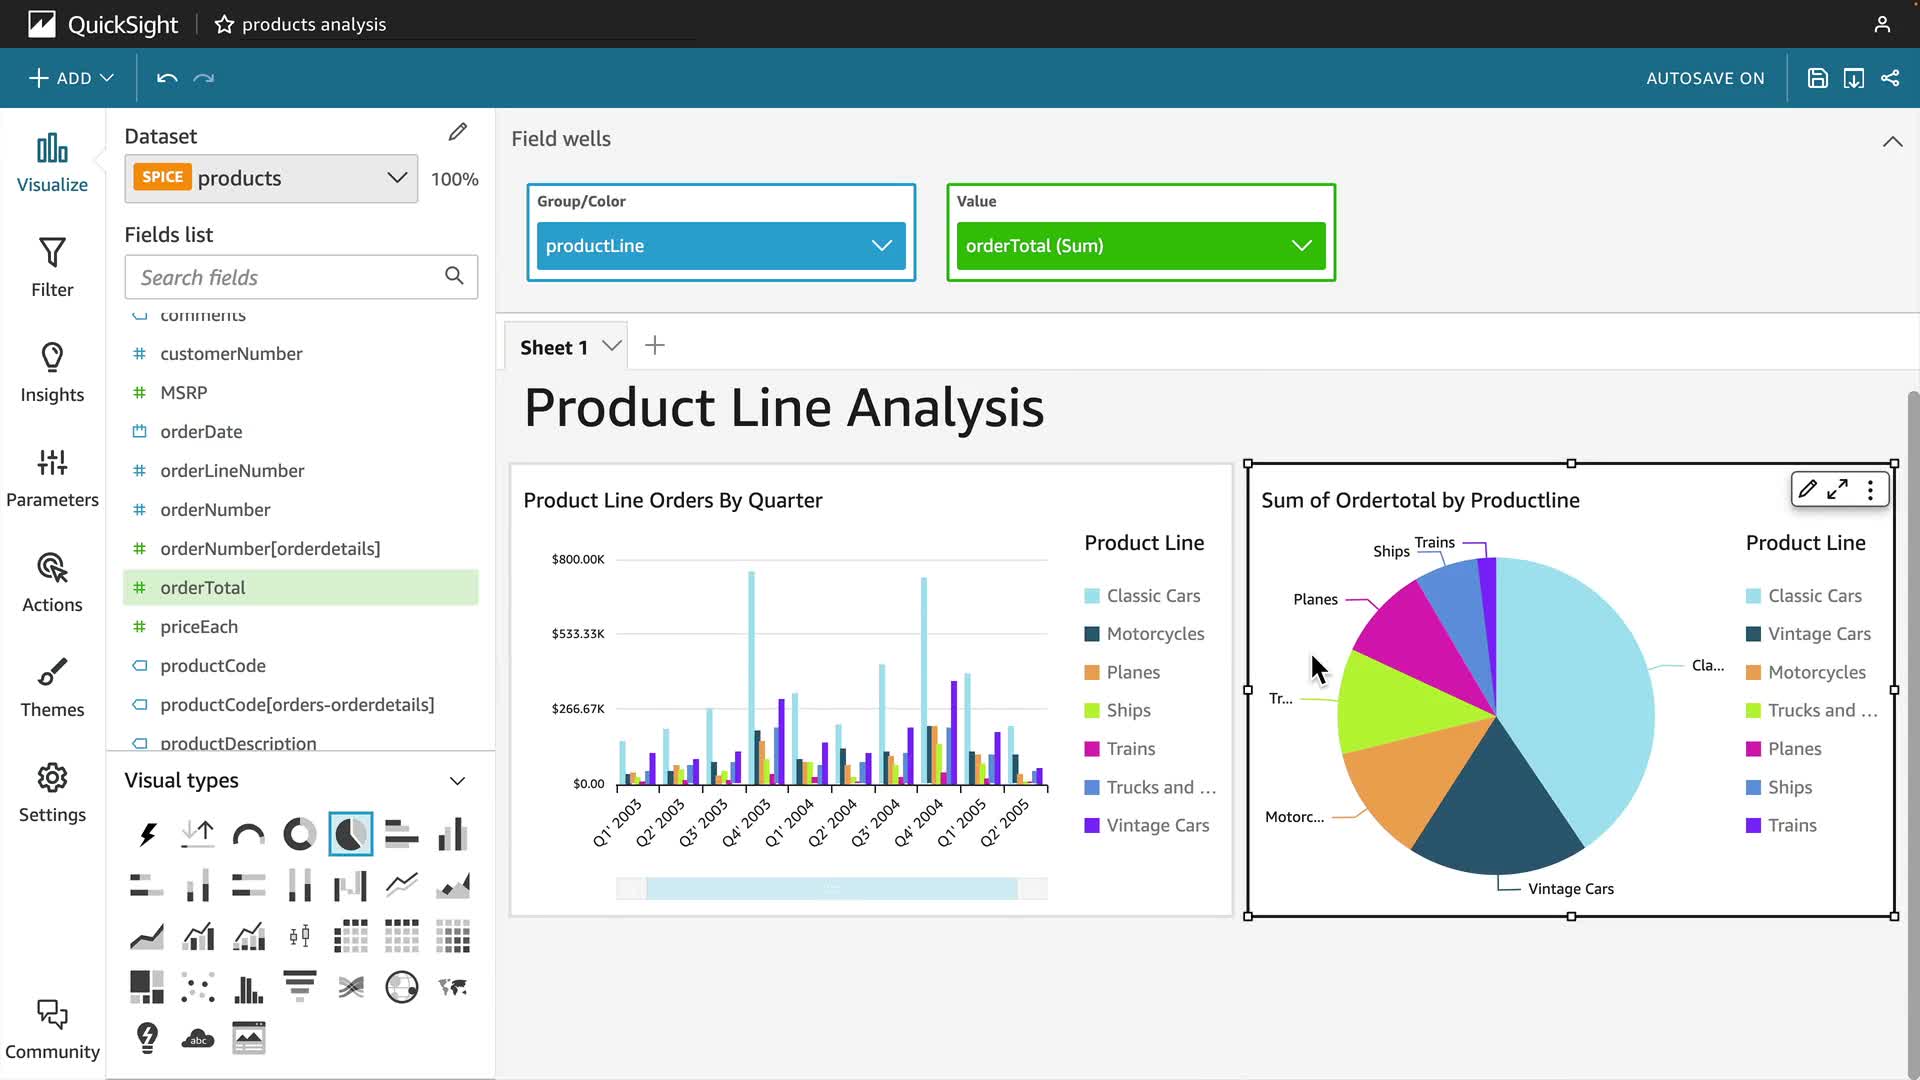 QuickSight
products analysis
ADD
AUTOSAVE ON
Visualize
Filter
Insights
Parameters
Actions
Themes
Settings
Community
Dataset
SPICE products
100%
Fields list
Search fields
comments
customerNumber
MSRP
orderDate
orderLineNumber
orderNumber
orderNumber[orderdetails]
orderTotal
priceEach
productCode
productCode[orders-orderdetails]
productDescription
Visual types
abc
Field wells
Group/Color
productLine
Value
orderTotal (Sum)
Sheet 1
Product Line Analysis
Product Line Orders By Quarter
$800.00K
$533.33K
$266.67K
$0.00
Q1' 2003
Q2' 2003
Q3' 2003
Q4' 2003
Q1' 2004
Q2' 2004
Q3' 2004
Q4' 2004
Q1' 2005
Q2' 2005
Product Line
Classic Cars
Motorcycles
Planes
Ships
Trains
Trucks and ...
Vintage Cars
Sum of Ordertotal by Productline
Trains
Ships
Planes
Cla...
Tr...
Motorc...
Vintage Cars
Product Line
Classic Cars
Vintage Cars
Motorcycles
Trucks and ...
Planes
Ships
Trains